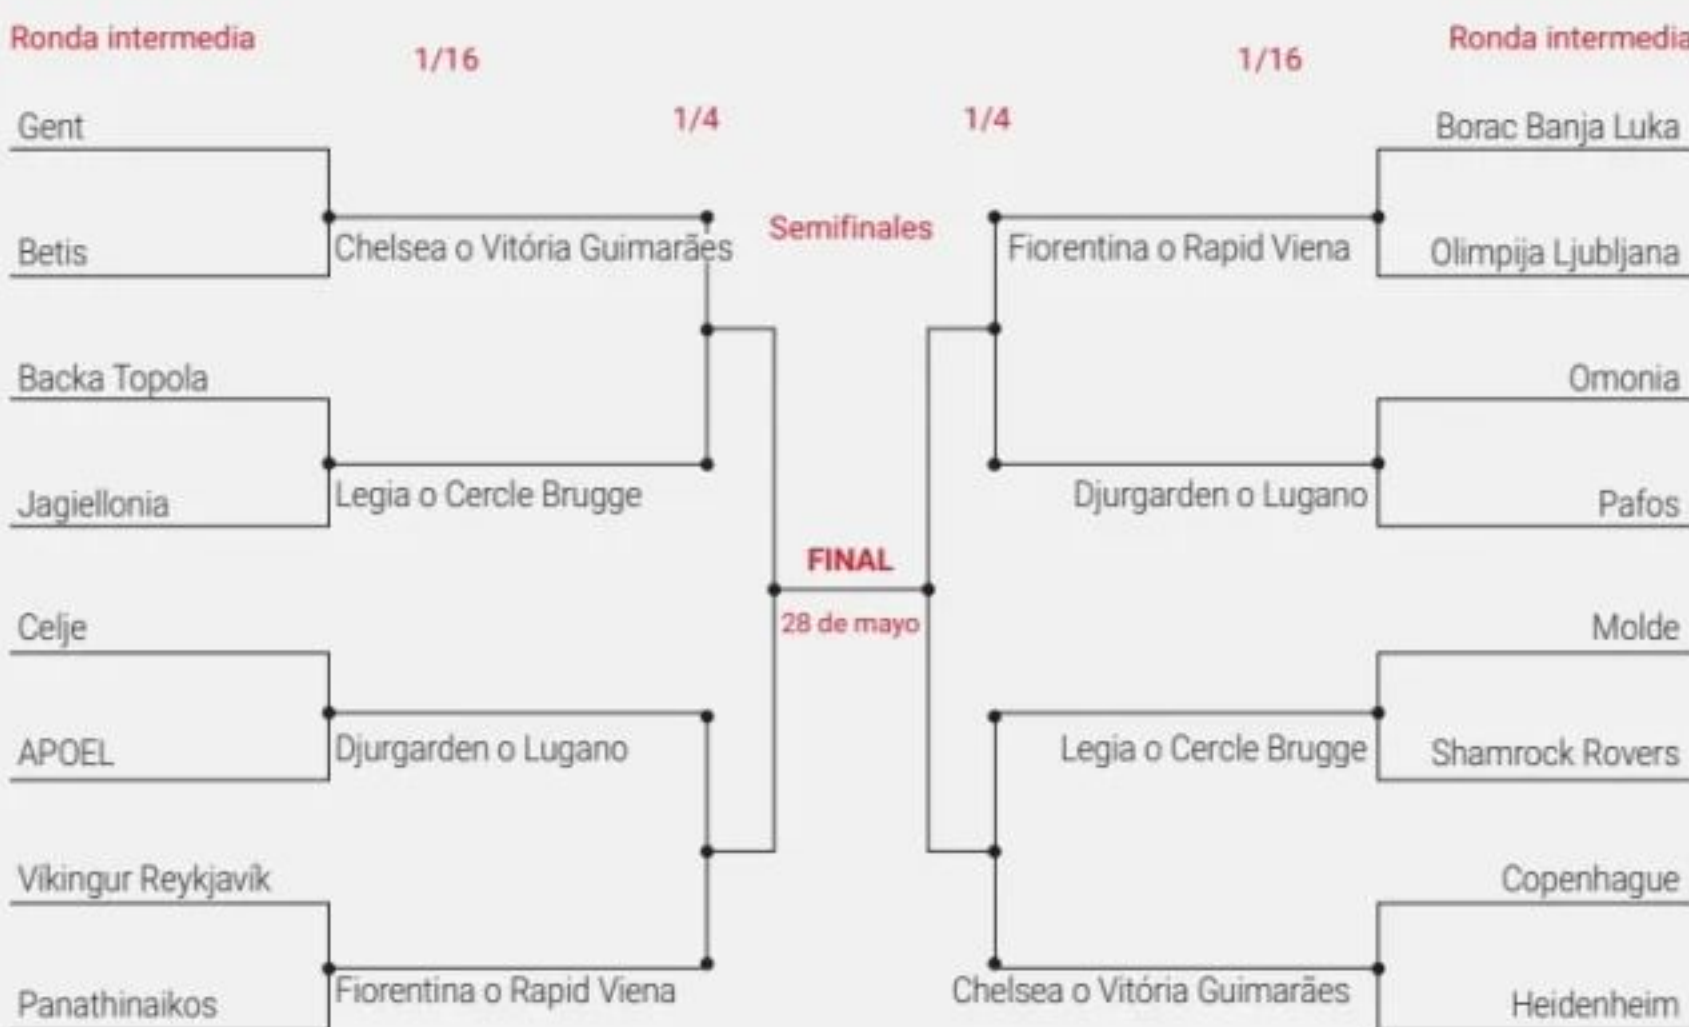 Ronda intermedia
1/16
1/4
1/4
1/16
Ronda intermedia
Gent
Betis
Chelsea o Vitória Guimarães
Backa Topola
Jagiellonia
Legia o Cercle Brugge
Celje
APOEL
Djurgarden o Lugano
Víkingur Reykjavík
Panathinaikos
Fiorentina o Rapid Viena
Semifinales
FINAL
28 de mayo
Borac Banja Luka
Fiorentina o Rapid Viena
Olimpija Ljubljana
Omonia
Djurgarden o Lugano
Pafos
Molde
Legia o Cercle Brugge
Shamrock Rovers
Copenhague
Chelsea o Vitória Guimarães
Heidenheim